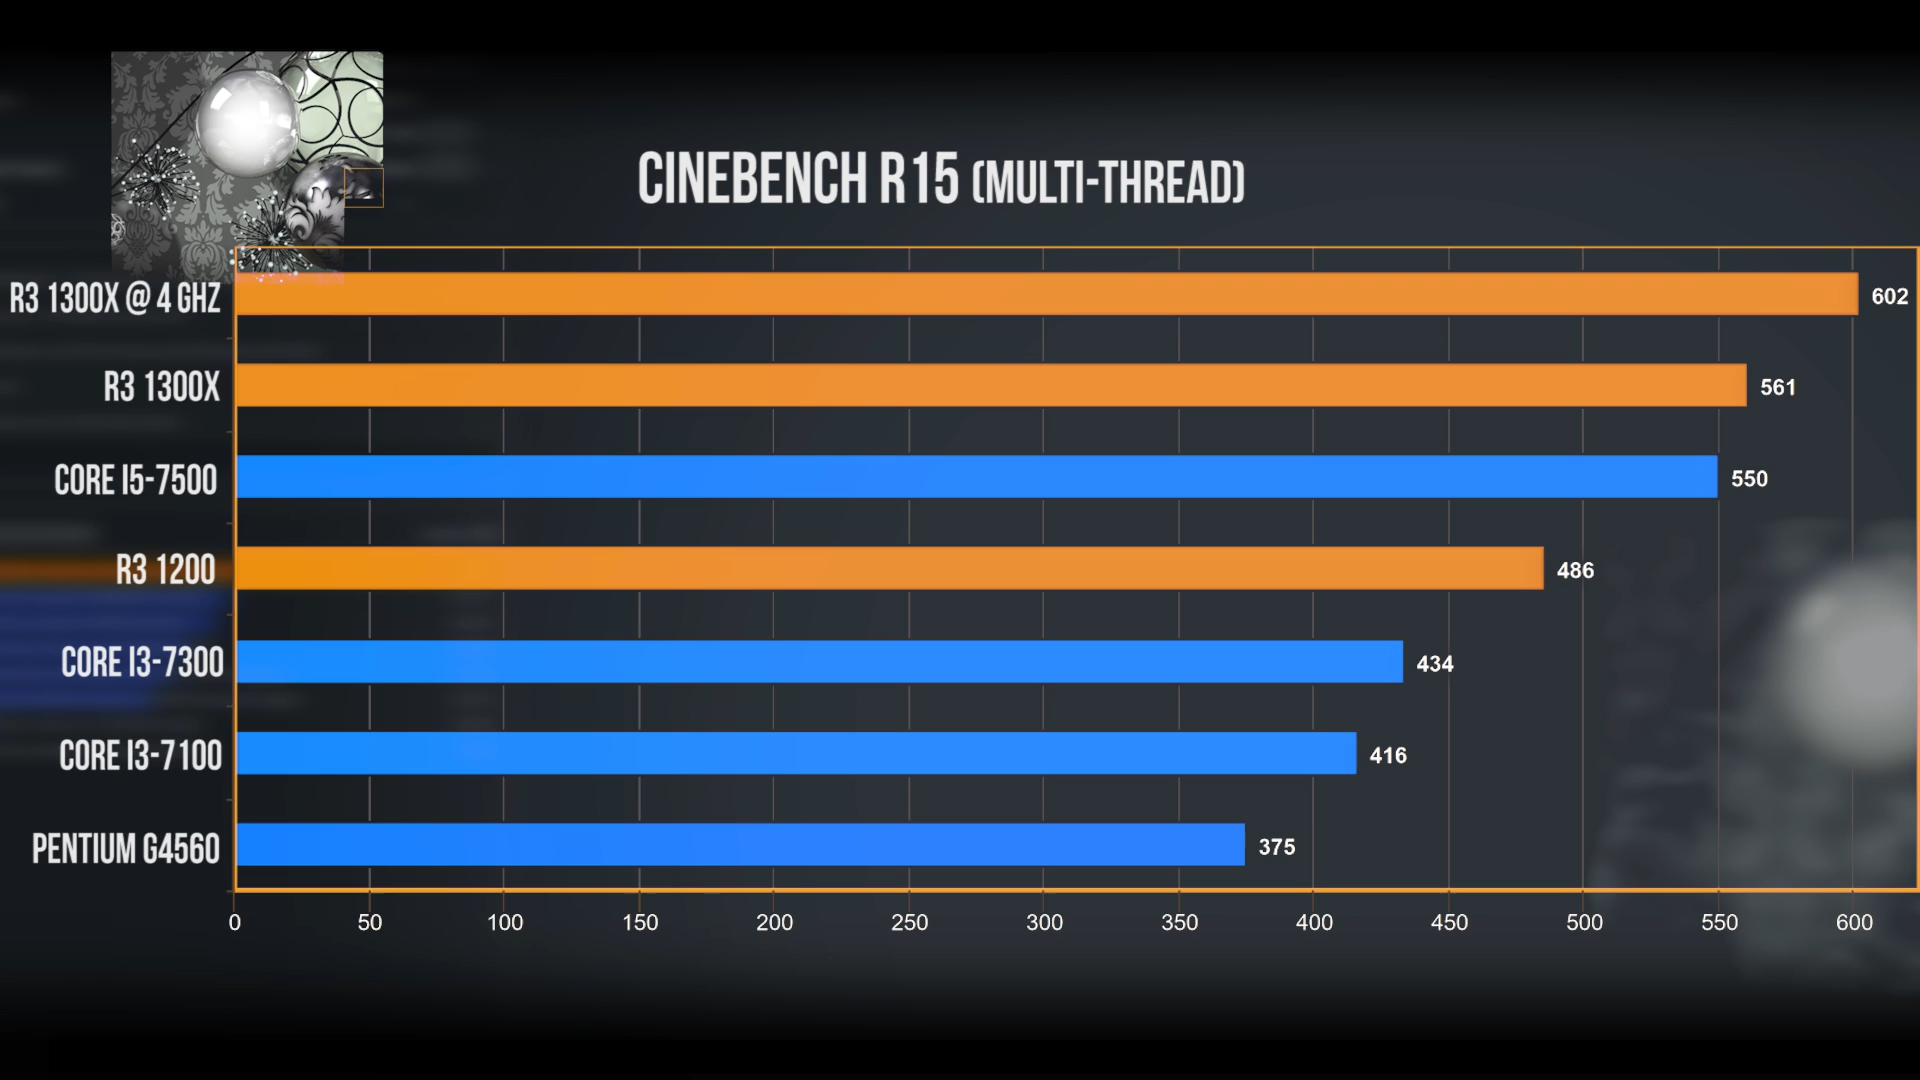 CINEBENCH R15 (MULTI-THREAD)
R3 1300X @ 4 GHZ 602
R3 1300X 561
CORE I5-7500 550
R3 1200 486
CORE I3-7300 434
CORE I3-7100 416
PENTIUM G4560 375
0 50 100 150 200 250 300 350 400 450 500 550 600